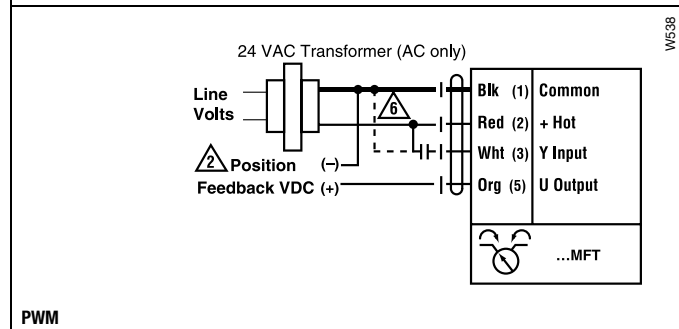 W538
24 VAC Transformer (AC only)
Line
Volts
6
Blk (1) Common
Red (2) + Hot
Wht (3) Y Input
Org (5) U Output
2 Position (–)
Feedback VDC (+)
...MFT
PWM